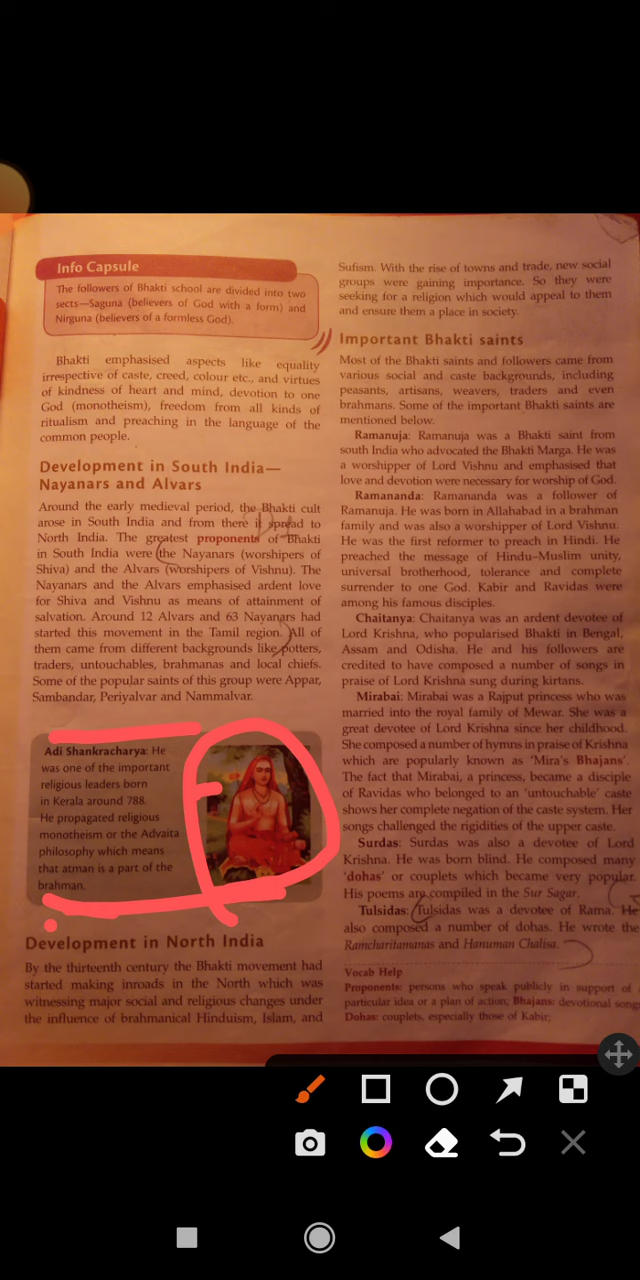 Info Capsule
The followers of Bhakti school are divided into two
sects—Saguna (believers of God with a form) and
Nirguna (believers of a formless God).
Bhakti emphasised aspects like equality
irrespective of caste, creed, colour etc., and virtues
of kindness of heart and mind, devotion to one
God (monotheism), freedom from all kinds of
ritualism and preaching in the language of the
common people.
Development in South India—
Nayanars and Alvars
Around the early medieval period, the Bhakti cult
arose in South India and from there it spread to
North India. The greatest proponents of Bhakti
in South India were the Nayanars (worshipers of
Shiva) and the Alvars (worshipers of Vishnu). The
Nayanars and the Alvars emphasised ardent love
for Shiva and Vishnu as means of attainment of
salvation. Around 12 Alvars and 63 Nayanars had
started this movement in the Tamil region. All of
them came from different backgrounds like potters,
traders, untouchables, brahmanas and local chiefs.
Some of the popular saints of this group were Appar,
Sambandar, Periyalvar and Nammalvar.
Adi Shankracharya: He
was one of the important
religious leaders born
in Kerala around 788.
He propagated religious
monotheism or the Advaita
philosophy which means
that atman is a part of the
brahman.
Development in North India
By the thirteenth century the Bhakti movement had
started making inroads in the North which was
witnessing major social and religious changes under
the influence of brahmanical Hinduism, Islam, and
Sufism. With the rise of towns and trade, new social
groups were gaining importance. So they were
seeking for a religion which would appeal to them
and ensure them a place in society.
Important Bhakti saints
Most of the Bhakti saints and followers came from
various social and caste backgrounds, including
peasants, artisans, weavers, traders and even
brahmans. Some of the important Bhakti saints are
mentioned below.
Ramanuja: Ramanuja was a Bhakti saint from
south India who advocated the Bhakti Marga. He was
a worshipper of Lord Vishnu and emphasised that
love and devotion were necessary for worship of God.
Ramananda: Ramananda was a follower of
Ramanuja. He was born in Allahabad in a brahman
family and was also a worshipper of Lord Vishnu.
He was the first reformer to preach in Hindi. He
preached the message of Hindu–Muslim unity,
universal brotherhood, tolerance and complete
surrender to one God. Kabir and Ravidas were
among his famous disciples.
Chaitanya: Chaitanya was an ardent devotee of
Lord Krishna, who popularised Bhakti in Bengal,
Assam and Odisha. He and his followers are
credited to have composed a number of songs in
praise of Lord Krishna sung during kirtans.
Mirabai: Mirabai was a Rajput princess who was
married into the royal family of Mewar. She was a
great devotee of Lord Krishna since her childhood.
She composed a number of hymns in praise of Krishna
which are popularly known as 'Mira's Bhajans'.
The fact that Mirabai, a princess, became a disciple
of Ravidas who belonged to an 'untouchable' caste
shows her complete negation of the caste system. Her
songs challenged the rigidities of the upper caste.
Surdas: Surdas was also a devotee of Lord
Krishna. He was born blind. He composed many
'dohas' or couplets which became very popular.
His poems are compiled in the Sur Sagar.
Tulsidas: Tulsidas was a devotee of Rama. He
also composed a number of dohas. He wrote the
Ramcharitamanas and Hanuman Chalisa.
Vocab Help
Proponents: persons who speak publicly in support of
particular idea or a plan of action; Bhajans: devotional song
Dohas: couplets, especially those of Kabir;